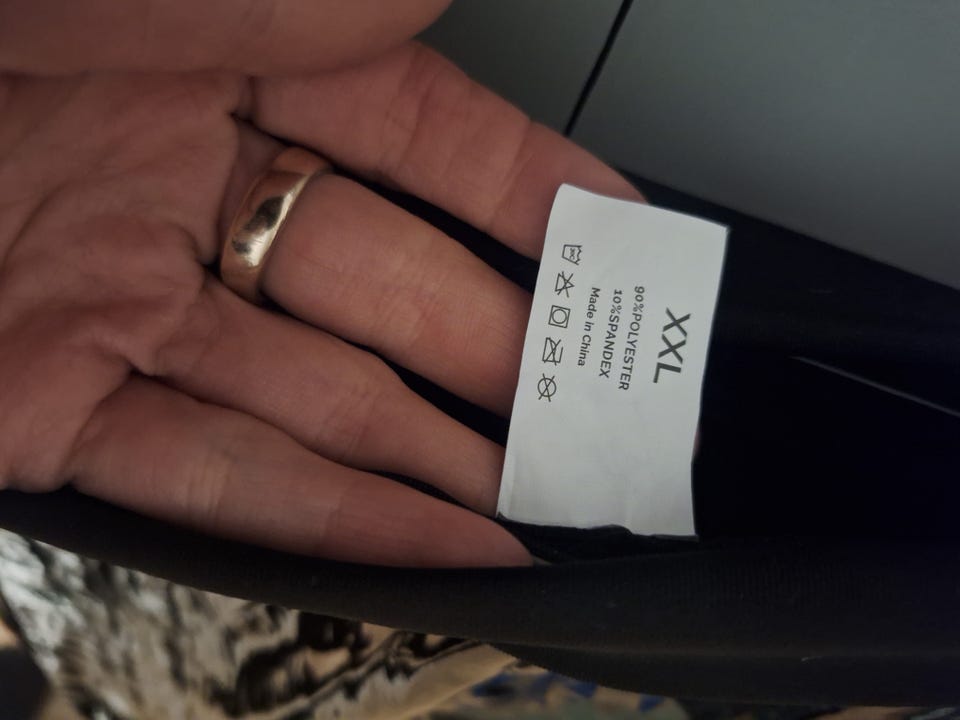 XXL
90%POLYESTER
10%SPANDEX
Made in China